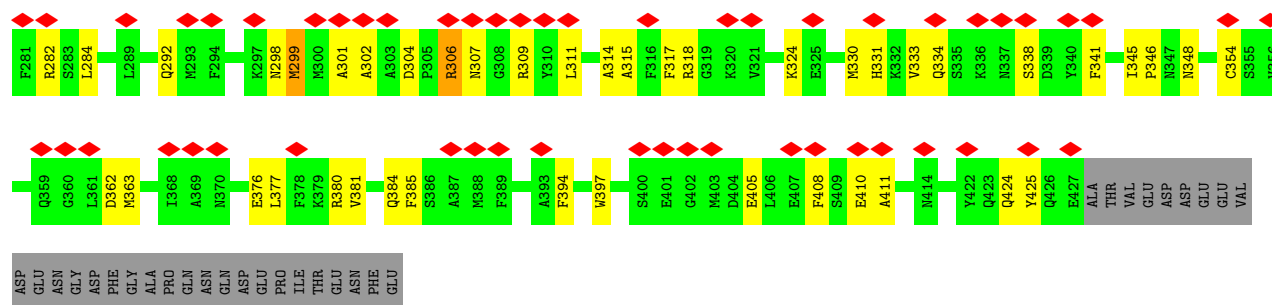 F281 R282 S283 L284 L289 Q292 M293 F294 K297 N298 M299 M300 A301 A302 A303 D304 P305 R306 N307 G308 R309 Y310 L311 A314 A315 F316 F317 R318 G319 K320 V321 K324 E325 M330 H331 K332 V333 Q334 S335 K336 N337 S338 D339 Y340 F341 I345 P346 N347 N348 C354 S355
Q359 G360 L361 D362 M363 I368 A369 N370 E376 L377 F378 K379 R380 V381 Q384 F385 S386 A387 M388 F389 A393 F394 W397 S400 E401 G402 M403 D404 E405 L406 E407 F408 S409 E410 A411 N414 Y422 Q423 Q424 Y425 Q426 E427 ALA THR VAL GLU ASP ASP GLU GLU VAL
ASP GLU ASN GLY ASP PHE GLY ALA PRO GLN ASN GLN ASP GLU PRO ILE THR GLU ASN PHE GLU